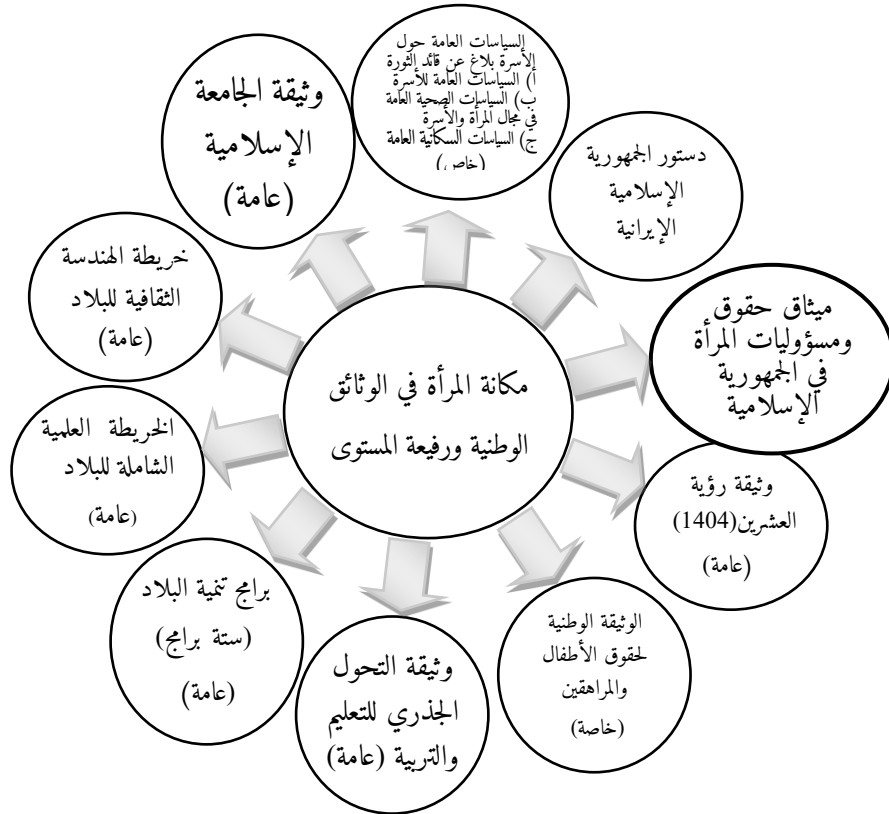 السياسات العامة حول
الأسرة بلاغ عن قائد الثورة
أ) السياسات العامة للأسرة
ب) السياسات الصحية العامة
في مجال المرأة والأسرة
ج) السياسات السكانية العامة
(خاص)
دستور الجمهورية
الإسلامية
الإيرانية
ميثاق حقوق
ومسؤوليات المرأة
في الجمهورية
الإسلامية
وثيقة رؤية
العشرين(1404)
(عامة)
الوثيقة الوطنية
لحقوق الأطفال
والمراهقين
(خاصة)
وثيقة التحول
الجذري للتعليم
والتربية (عامة)
برامج تنمية البلاد
(ستة برامج)
(عامة)
الخريطة العلمية
الشاملة للبلاد
(عامة)
خريطة الهندسة
الثقافية للبلاد
(عامة)
وثيقة الجامعة
الإسلامية
(عامة)
مكانة المرأة في الوثائق
الوطنية ورفيعة المستوى